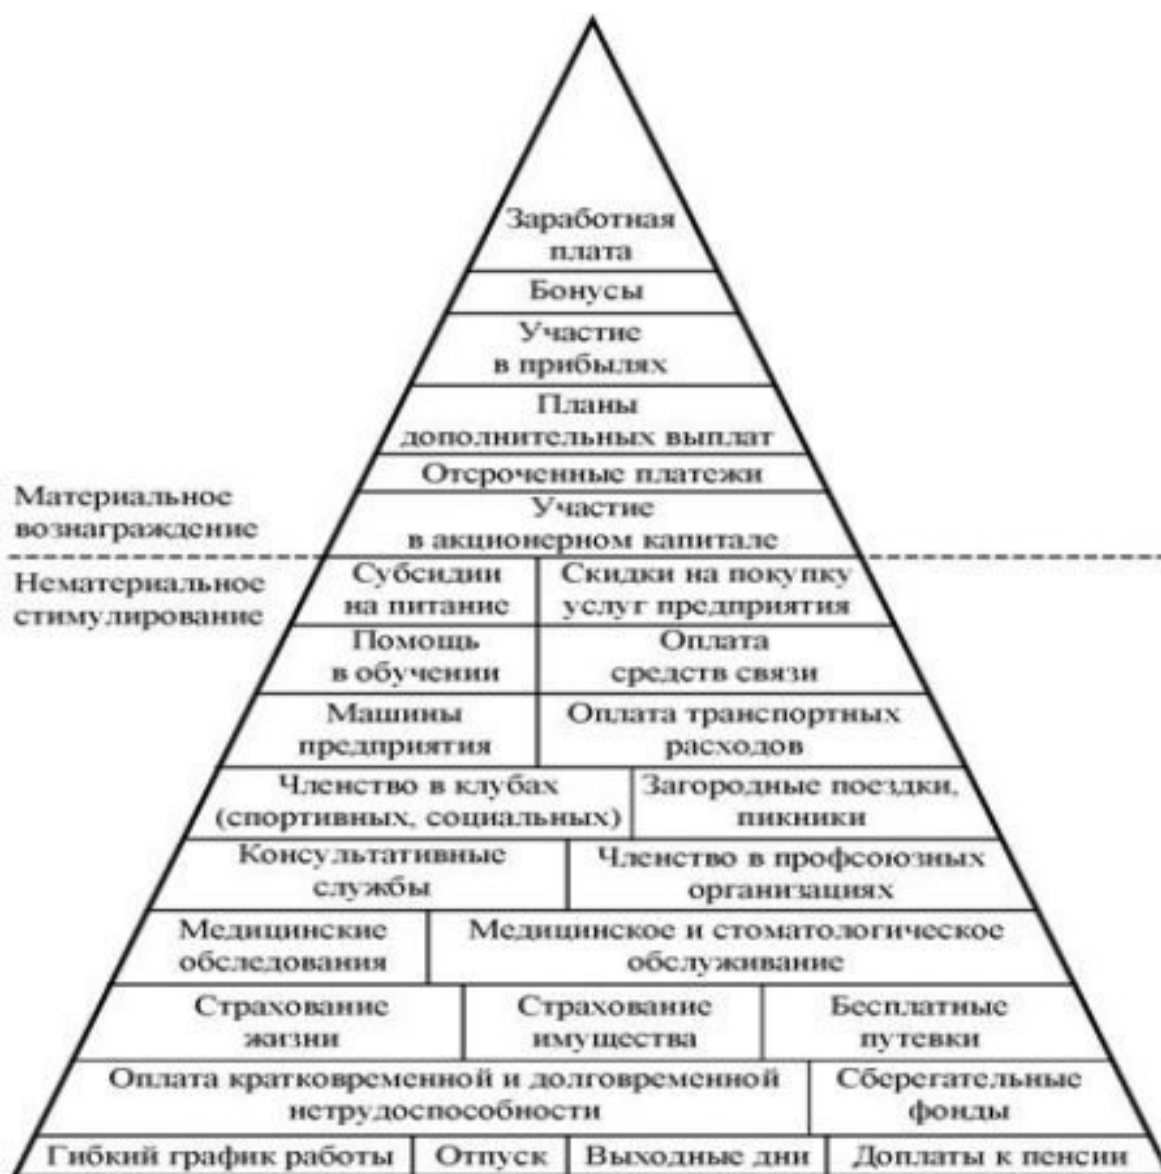 Заработная
плата
Бонусы
Участие
в прибылях
Планы
дополнительных выплат
Отсроченные платежи
Материальное
вознаграждение
Участие
в акционерном капитале
Нематериальное
стимулирование
Субсидии
на питание
Скидки на покупку
услуг предприятия
Помощь
в обучении
Оплата
средств связи
Машины
предприятия
Оплата транспортных
расходов
Членство в клубах
(спортивных, социальных)
Загородные поездки,
пикники
Консультативные
службы
Членство в профсоюзных
организациях
Медицинские
обследования
Медицинское и стоматологическое
обслуживание
Страхование
жизни
Страхование
имущества
Бесплатные
путевки
Оплата кратковременной и долговременной
нетрудоспособности
Сберегательные
фонды
Гибкий график работы
Отпуск
Выходные дни
Доплаты к пенсии